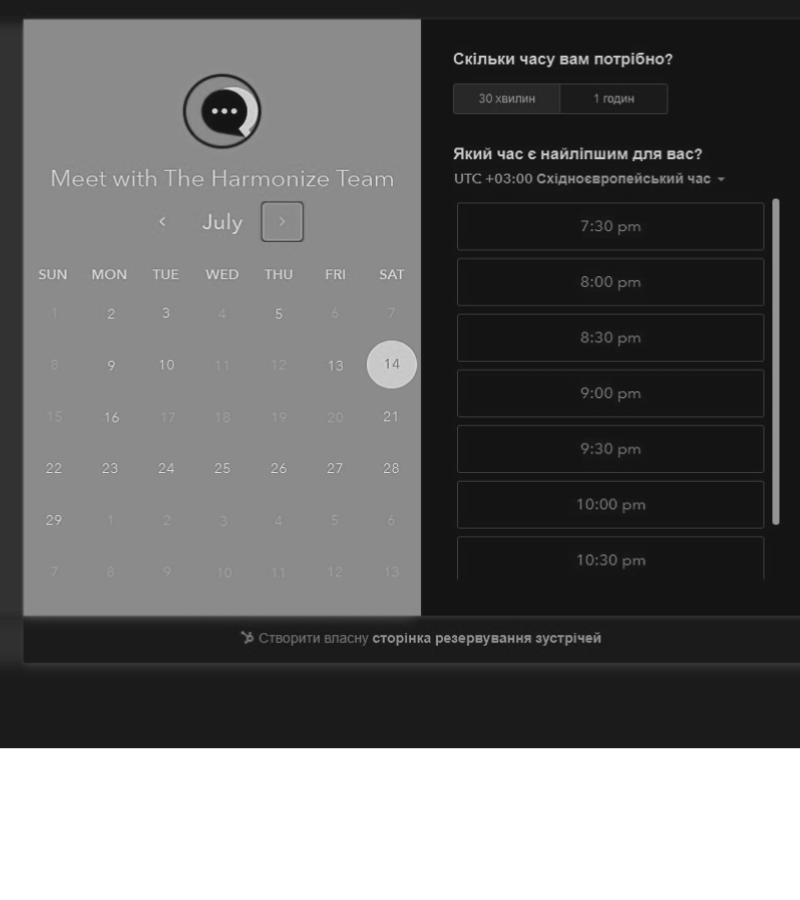 Meet with The Harmonize Team
July
SUN MON TUE WED THU FRI SAT
1 2 3 4 5 6 7
8 9 10 11 12 13 14
15 16 17 18 19 20 21
22 23 24 25 26 27 28
29 1 2 3 4 5 6
7 8 9 10 11 12 13
Скільки часу вам потрібно?
30 хвилин 1 годин
Який час є найліпшим для вас?
UTC +03:00 Східноєвропейський час
7:30 pm
8:00 pm
8:30 pm
9:00 pm
9:30 pm
10:00 pm
10:30 pm
Створити власну сторінка резервування зустрічей